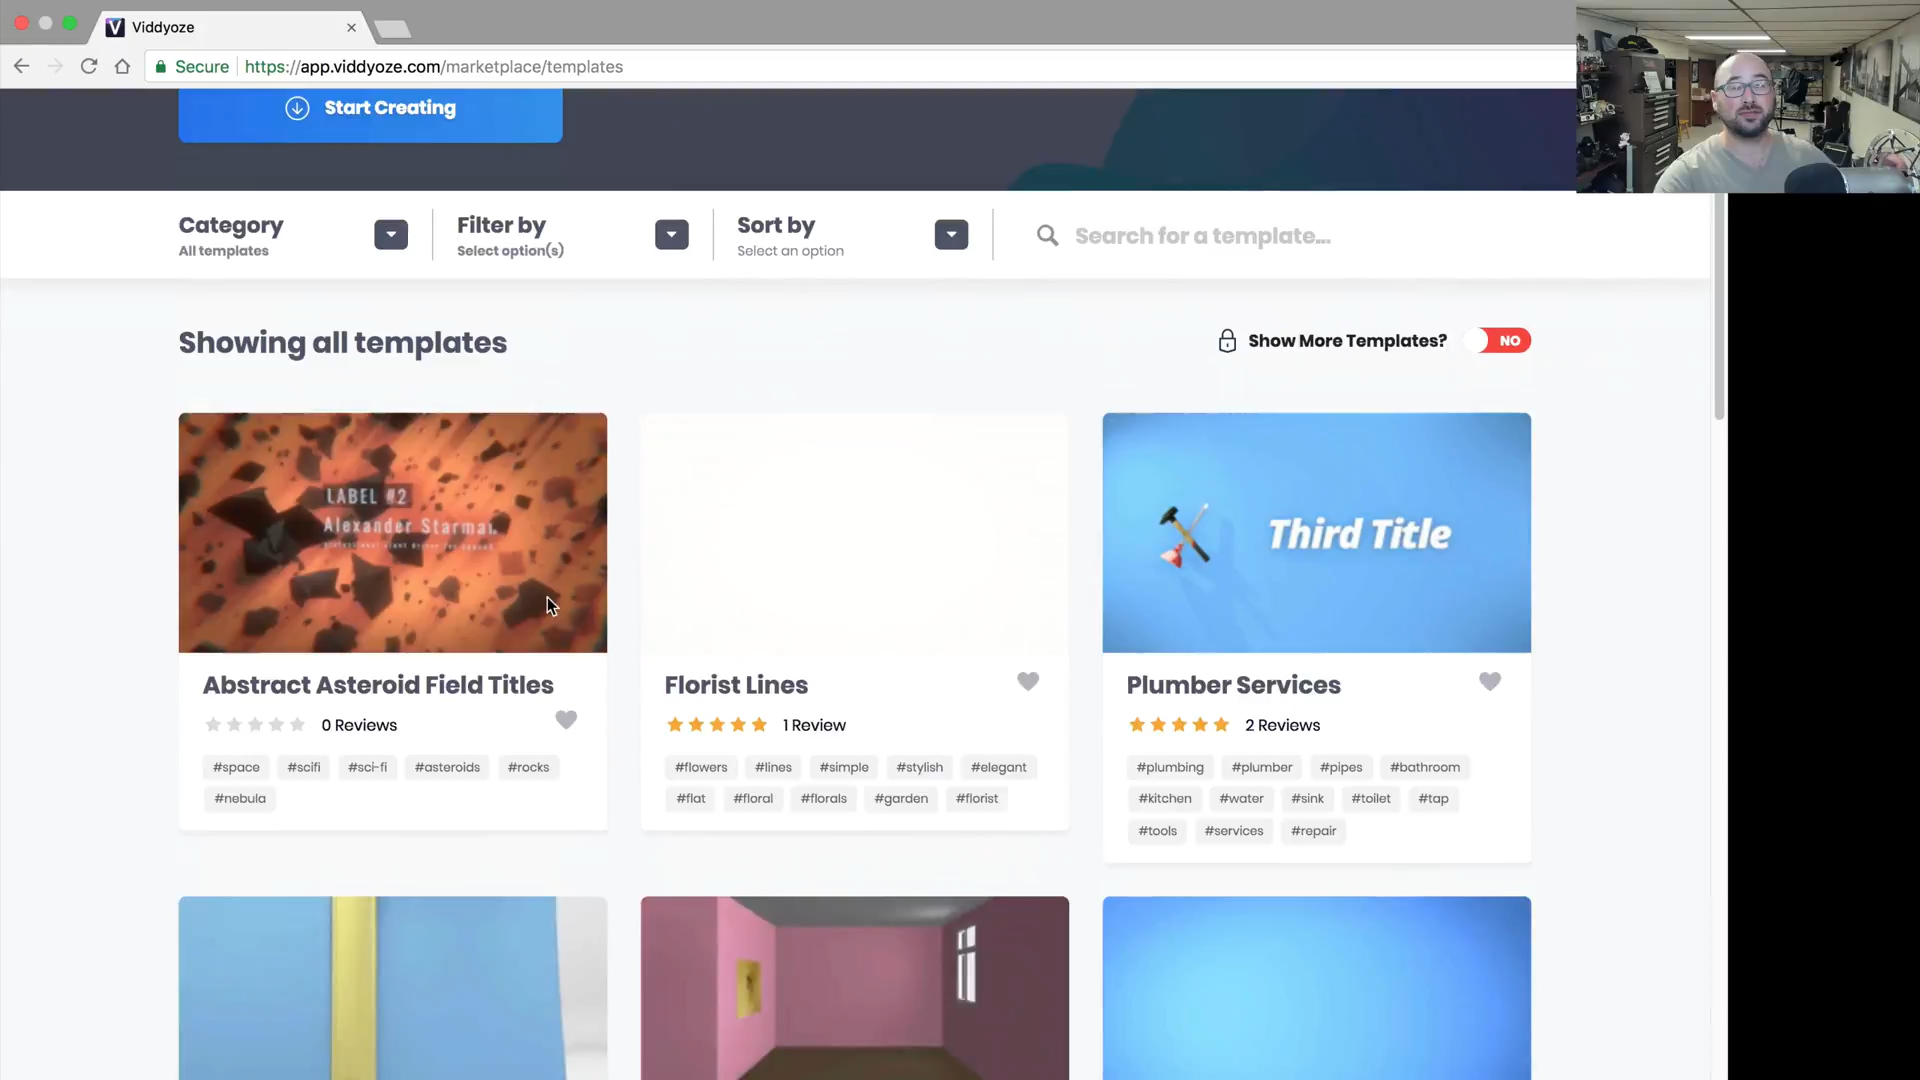 Viddyoze
Secure https://app.viddyoze.com/marketplace/templates
Start Creating
Category
All templates
Filter by
Select option(s)
Sort by
Select an option
Search for a template...
Showing all templates
Show More Templates? NO
LABEL #2
Alexander Starman
Third Title
Abstract Asteroid Field Titles
0 Reviews
#space #scifi #sci-fi #asteroids #rocks
#nebula
Florist Lines
1 Review
#flowers #lines #simple #stylish #elegant
#flat #floral #florals #garden #florist
Plumber Services
2 Reviews
#plumbing #plumber #pipes #bathroom
#kitchen #water #sink #toilet #tap
#tools #services #repair